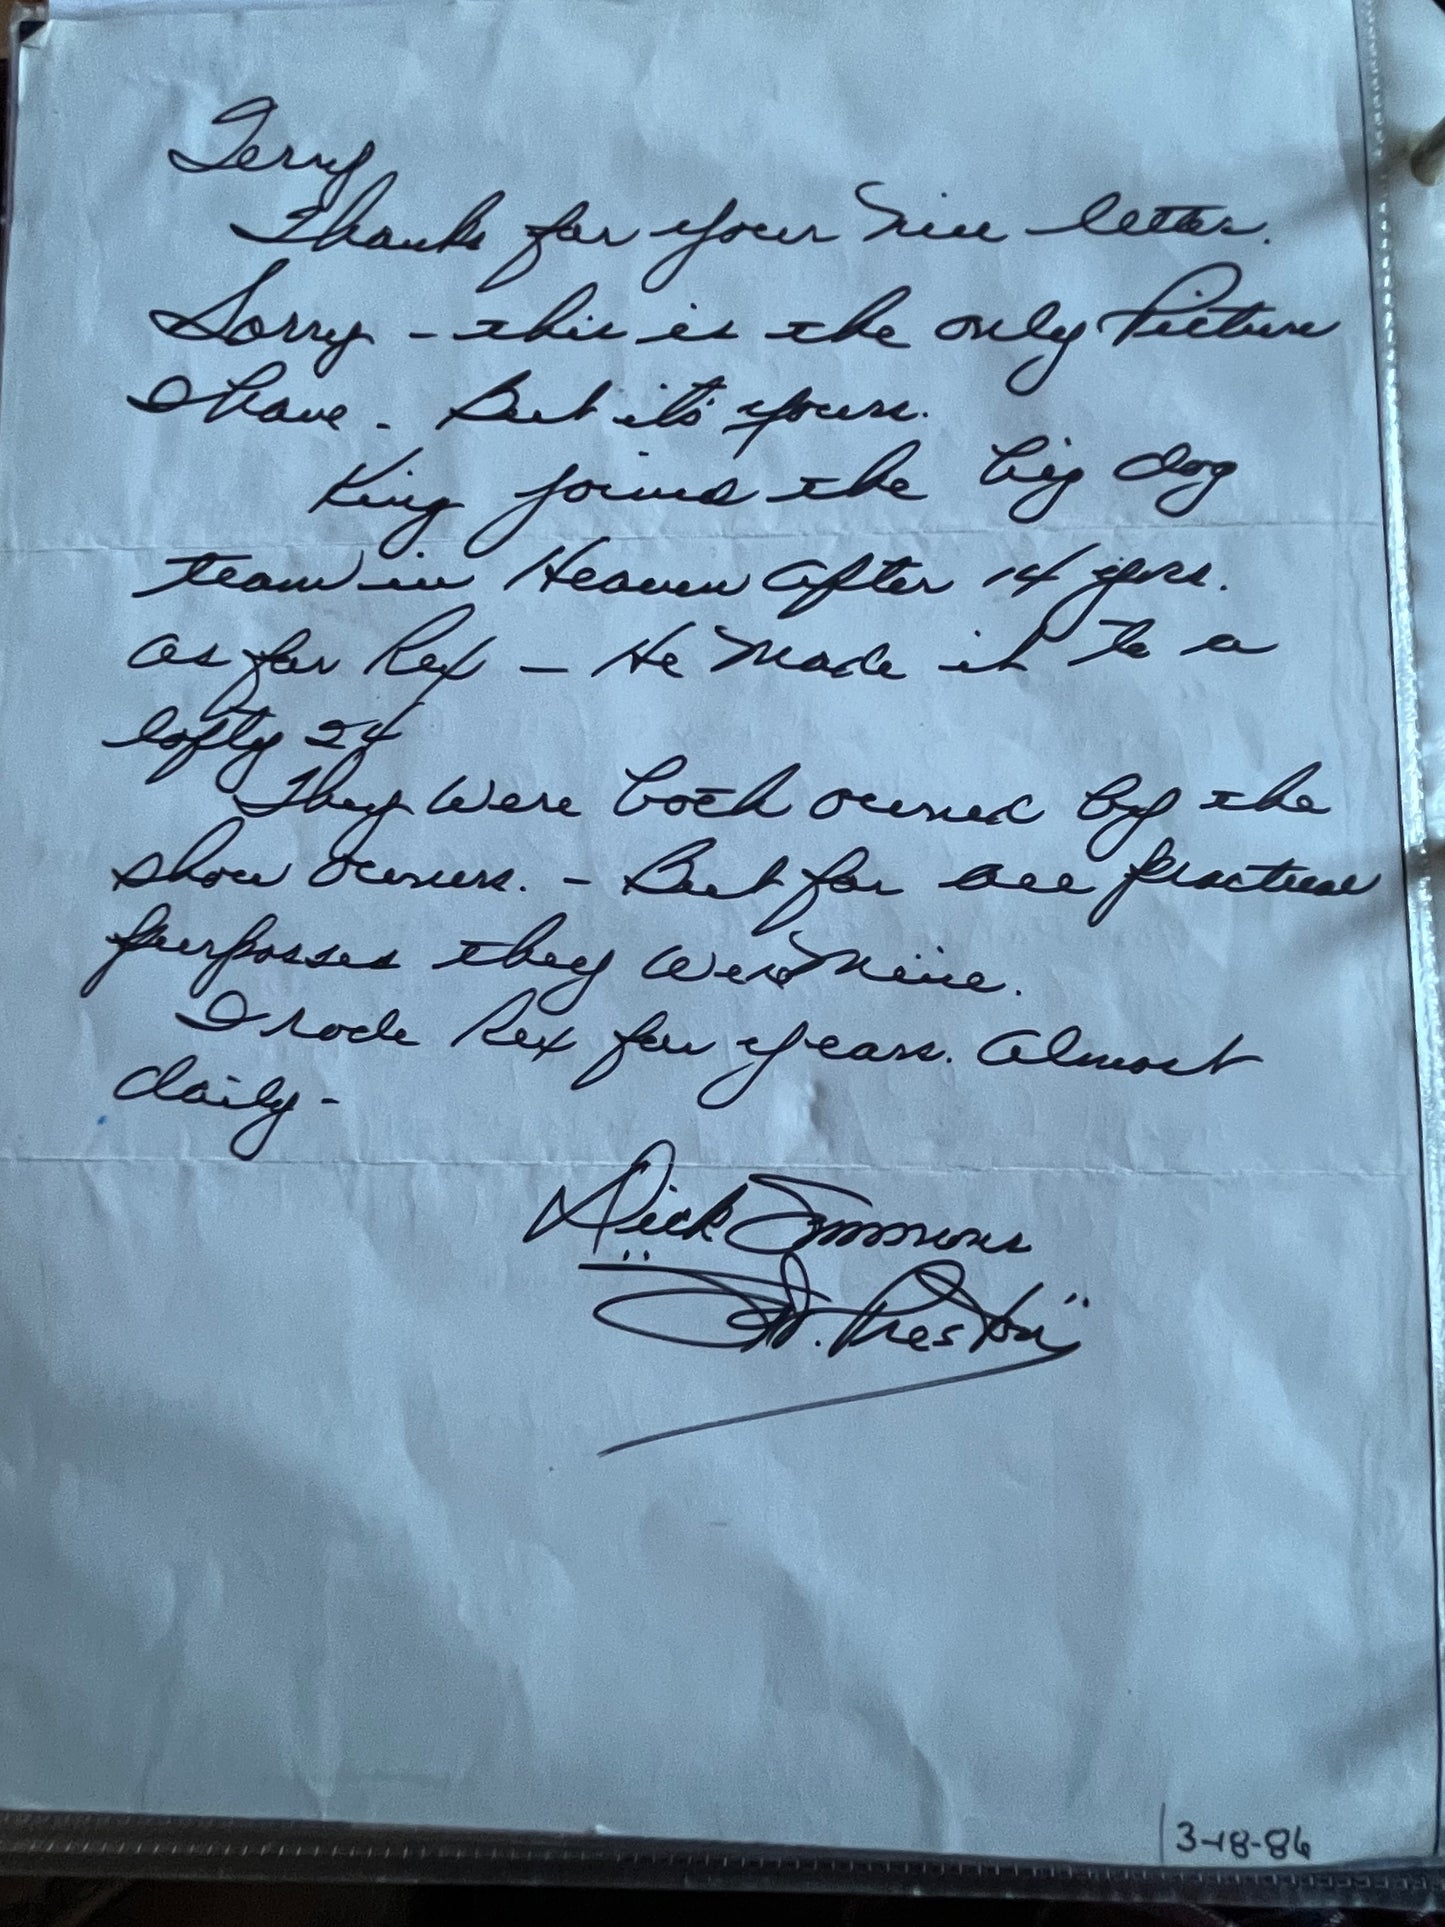 Terry
Thanks for your nice letter.
Sorry - this is the only Picture
I have - But it's yours.
King joined the big dog
team in Heaven after 14 yrs.
as for Rex - He made it to a
lofty 24
They were both owned by the
show owners. - But for all practical
purposses they were Mine.
I rode Rex for years. almost
daily -
Dick Simmons
"Sgt. Preston"
3-18-86